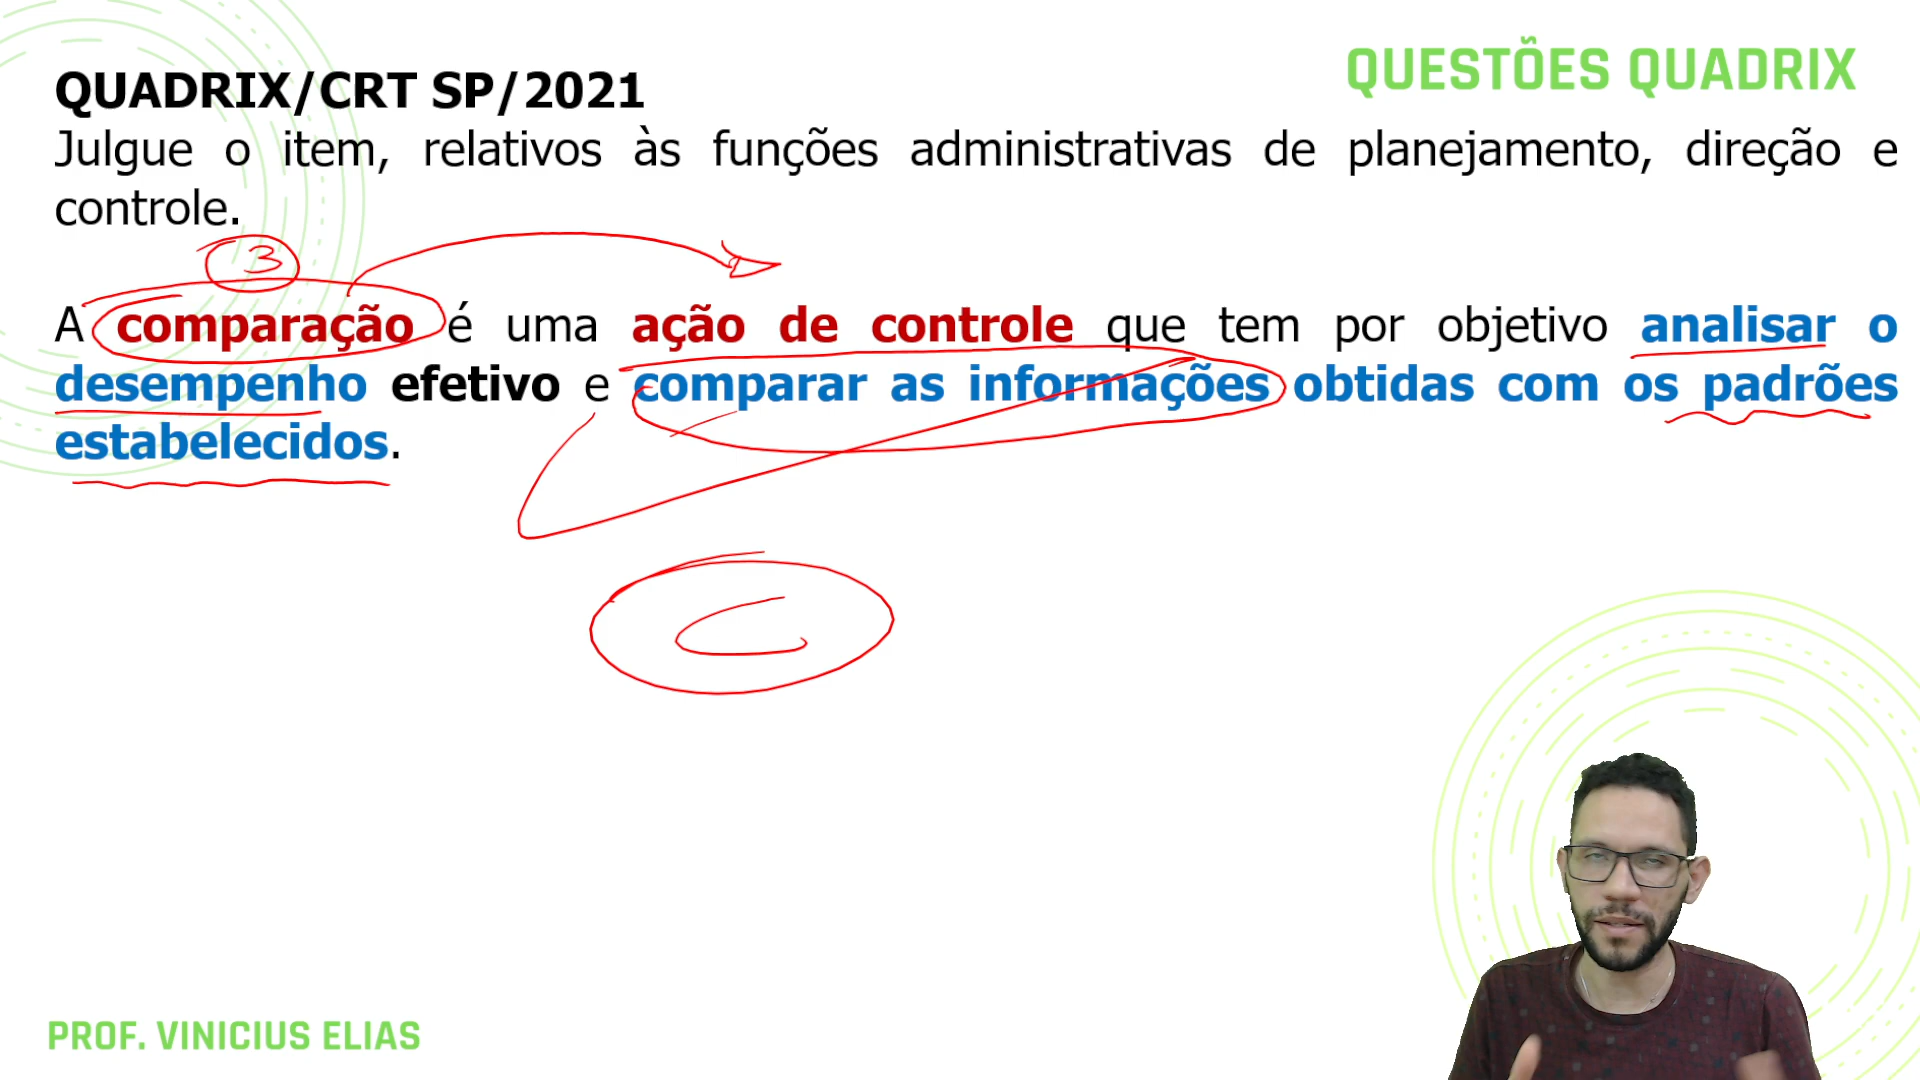 QUESTÕES QUADRIX
QUADRIX/CRT SP/2021
Julgue o item, relativos às funções administrativas de planejamento, direção e
controle.
3
A comparação é uma ação de controle que tem por objetivo analisar o
desempenho efetivo e comparar as informações obtidas com os padrões
estabelecidos.
C
PROF. VINICIUS ELIAS